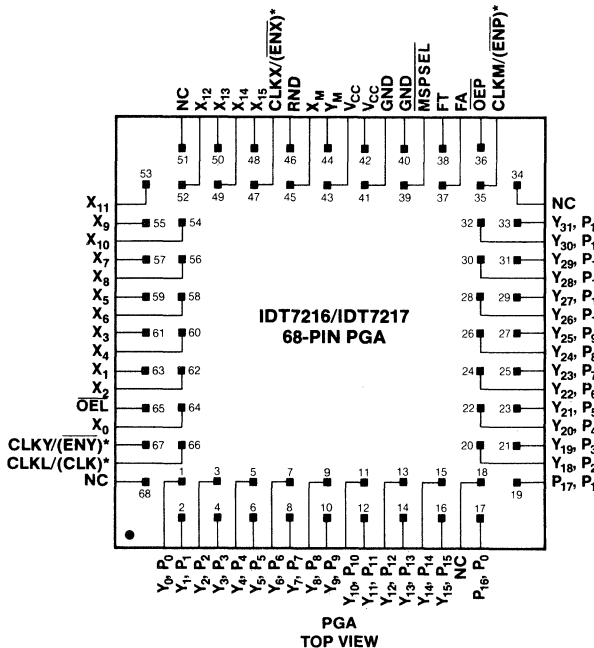 NC
X12
X13
X14
X15
CLKX/(ENX)*
RND
XM
YM
VCC
VCC
GND
GND
MSPSEL
FT
FA
OEP
CLKM/(ENP)*
51 50 48 46 44 42 40 38 36
53 52 49 47 45 43 41 39 37 35 34
X11
X9
X10
X7
X8
X5
X6
X3
X4
X1
X2
OEL
X0
CLKY/(ENY)*
CLKL/(CLK)*
NC
55 54
57 56
59 58
61 60
63 62
65 64
67 66
68
IDT7216/IDT7217
68-PIN PGA
32 33
30 31
28 29
26 27
24 25
22 23
20 21
19
NC
Y31, P
Y30, P
Y29, P
Y28, P
Y27, P
Y26, P
Y25, P9
Y24, P8
Y23, P7
Y22, P6
Y21, P5
Y20, P4
Y19, P3
Y18, P2
P17, P1
1 3 5 7 9 11 13 15 18
2 4 6 8 10 12 14 16 17
Y0, P0
Y1, P1
Y2, P2
Y3, P3
Y4, P4
Y5, P5
Y6, P6
Y7, P7
Y8, P8
Y9, P9
Y10, P10
Y11, P11
Y12, P12
Y13, P13
Y14, P14
Y15, P15
NC
P16, P0
PGA
TOP VIEW